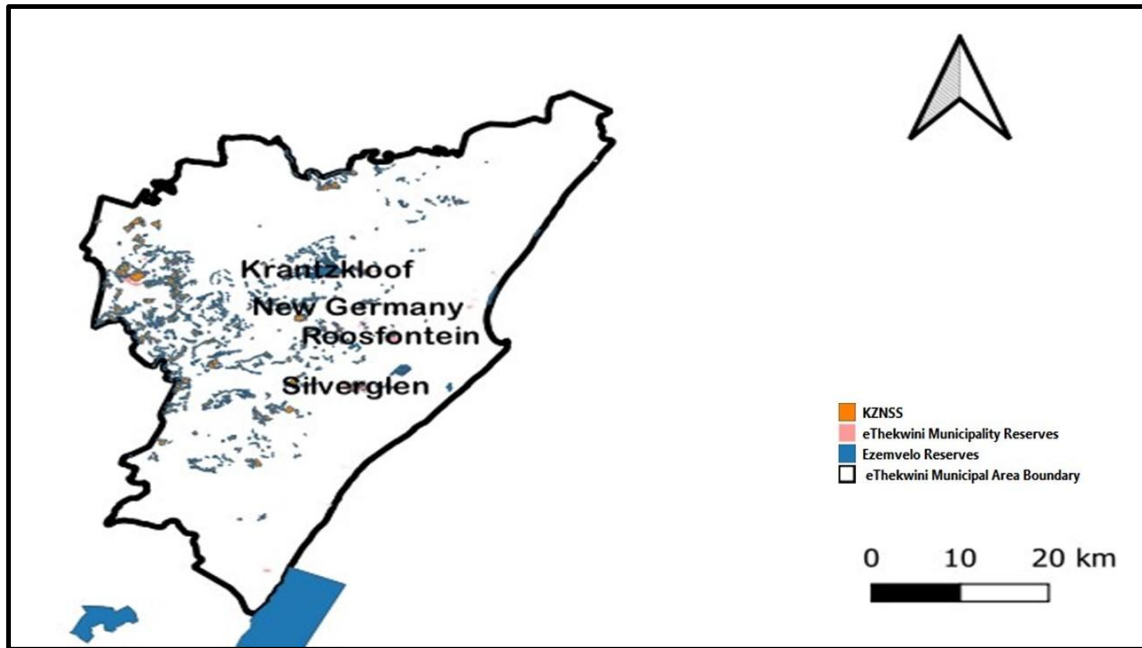 Krantzkloof
New Germany
Roosfontein
Silverglen
KZNSS
eThekwini Municipality Reserves
Ezemvelo Reserves
eThekwini Municipal Area Boundary
0 10 20 km